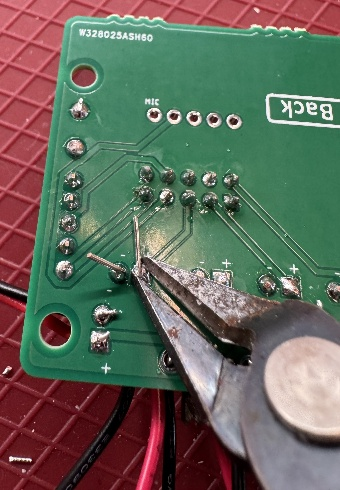 W328025ASH60
MIC
Back
+
-
+
+
+